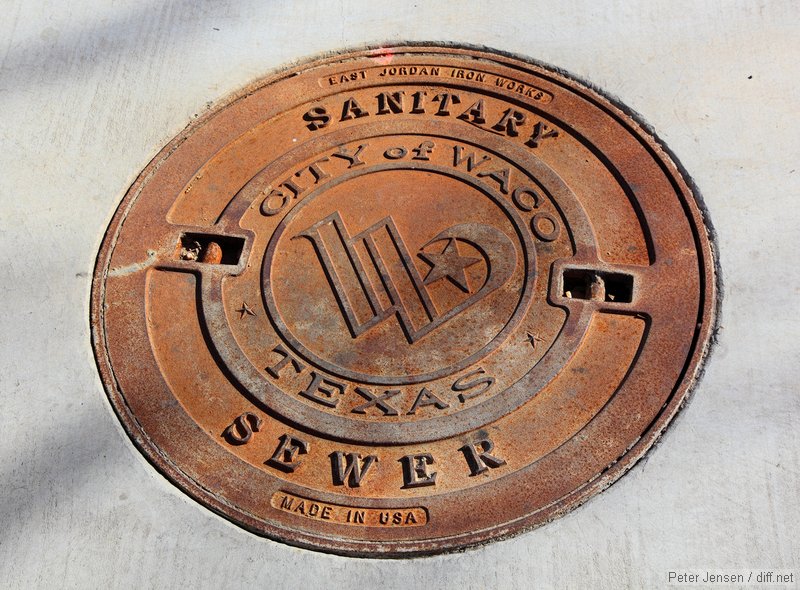 EAST JORDAN IRON WORKS
SANITARY
CITY of WACO
TEXAS
SEWER
MADE IN USA
Peter Jensen / diff.net